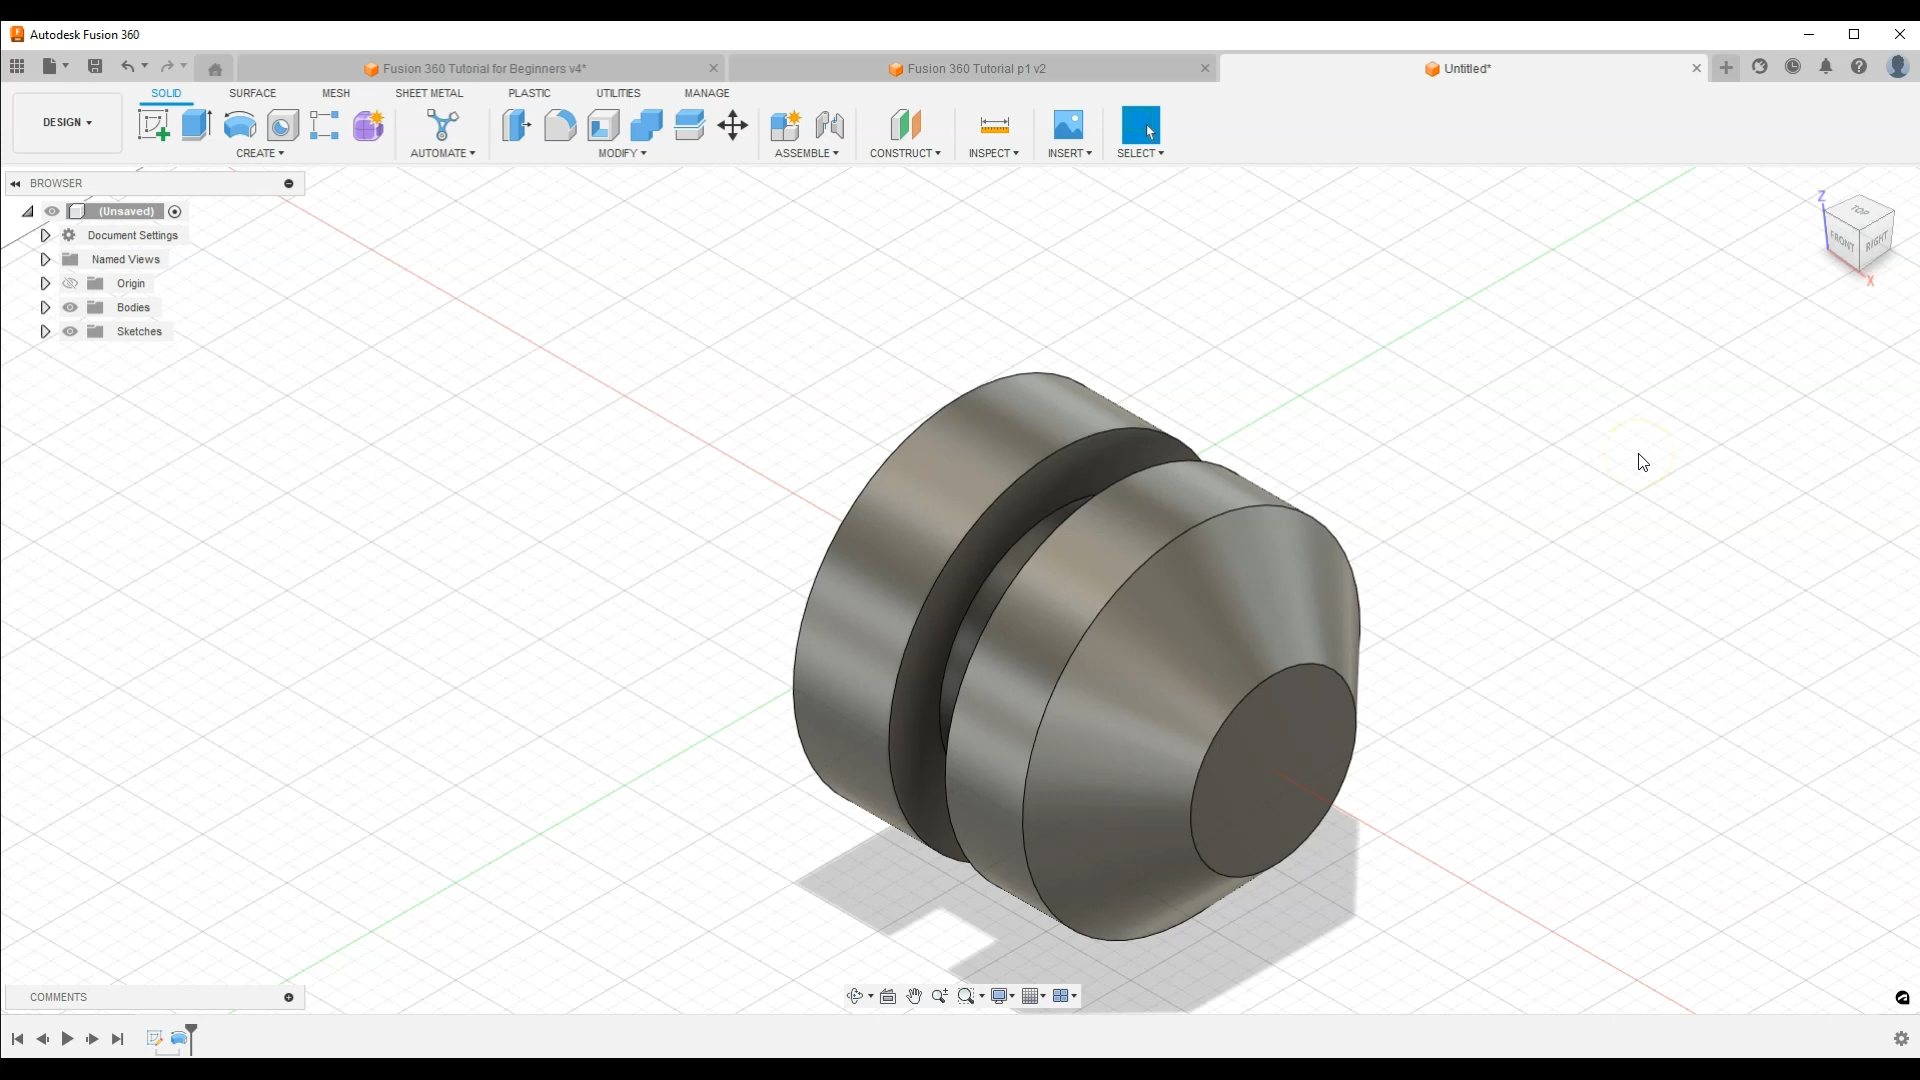 Autodesk Fusion 360
Fusion 360 Tutorial for Beginners v4*
Fusion 360 Tutorial p1 v2
Untitled*
SOLID SURFACE MESH SHEET METAL PLASTIC UTILITIES MANAGE
DESIGN
CREATE AUTOMATE MODIFY ASSEMBLE CONSTRUCT INSPECT INSERT SELECT
BROWSER
(Unsaved)
Document Settings
Named Views
Origin
Bodies
Sketches
Z
TOP
FRONT RIGHT
X
COMMENTS